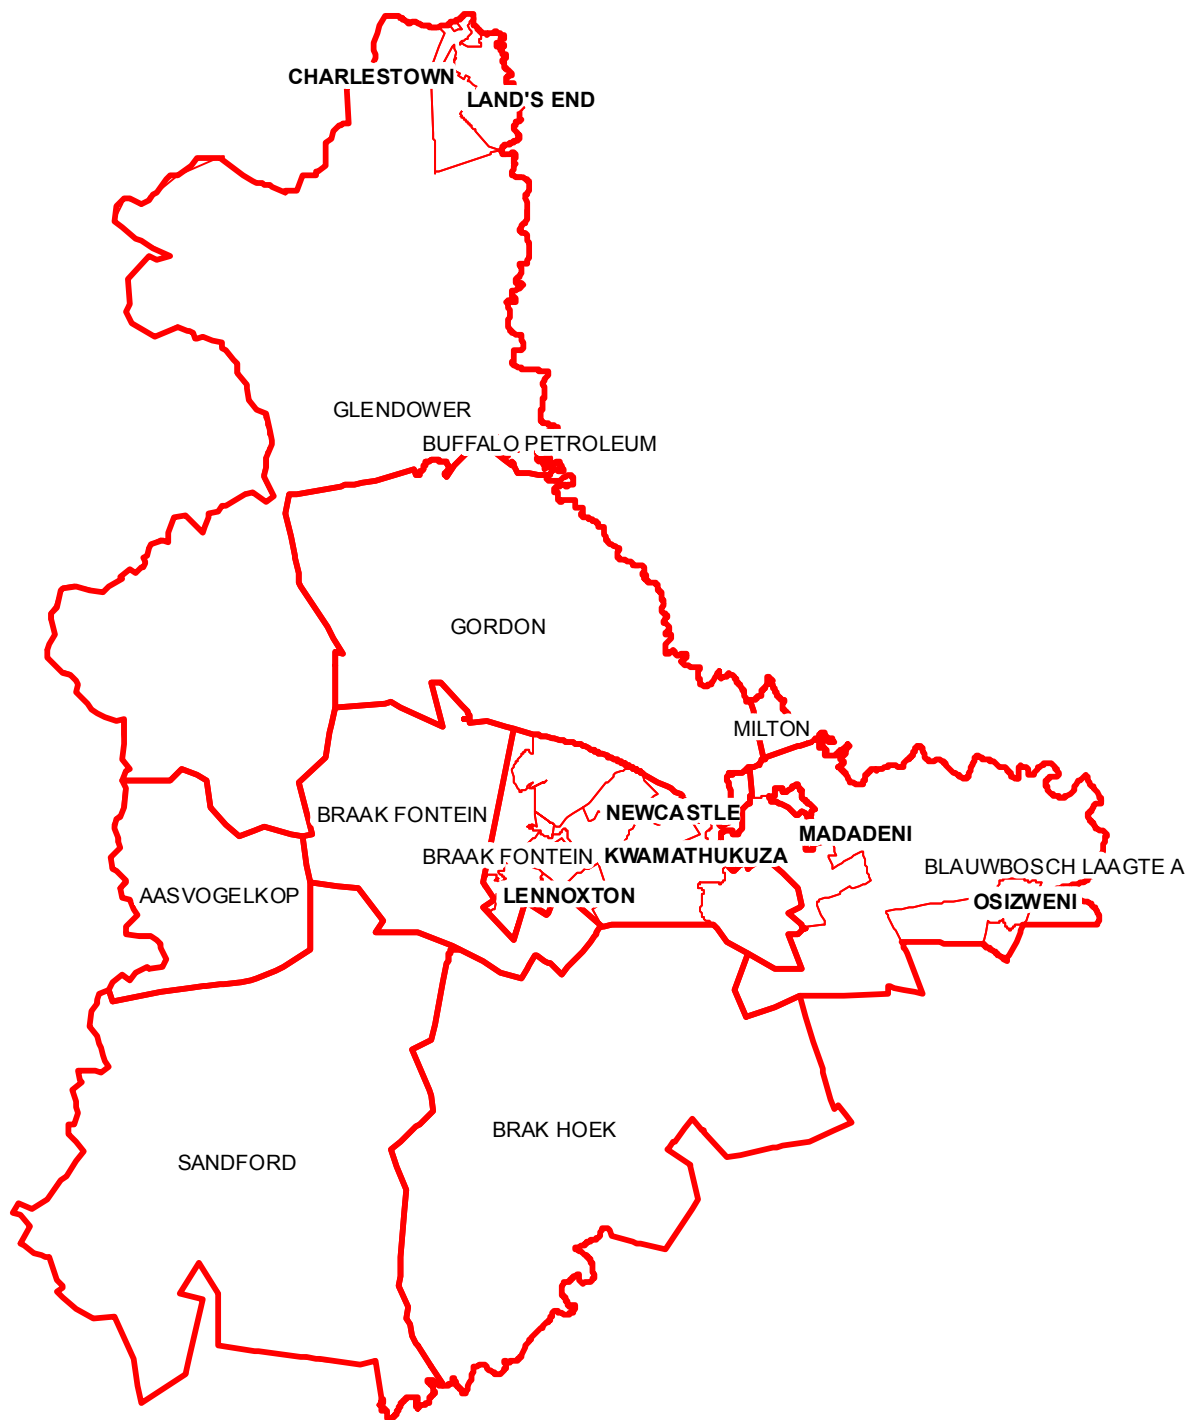 CHARLESTOWN
LAND'S END
GLENDOWER
BUFFALO PETROLEUM
GORDON
MILTON
BRAAK FONTEIN
NEWCASTLE
MADADENI
BRAAK FONTEIN
KWAMATHUKUZA
BLAUWBOSCH LAAGTE A
AASVOGELKOP
LENNOXTON
OSIZWENI
BRAK HOEK
SANDFORD